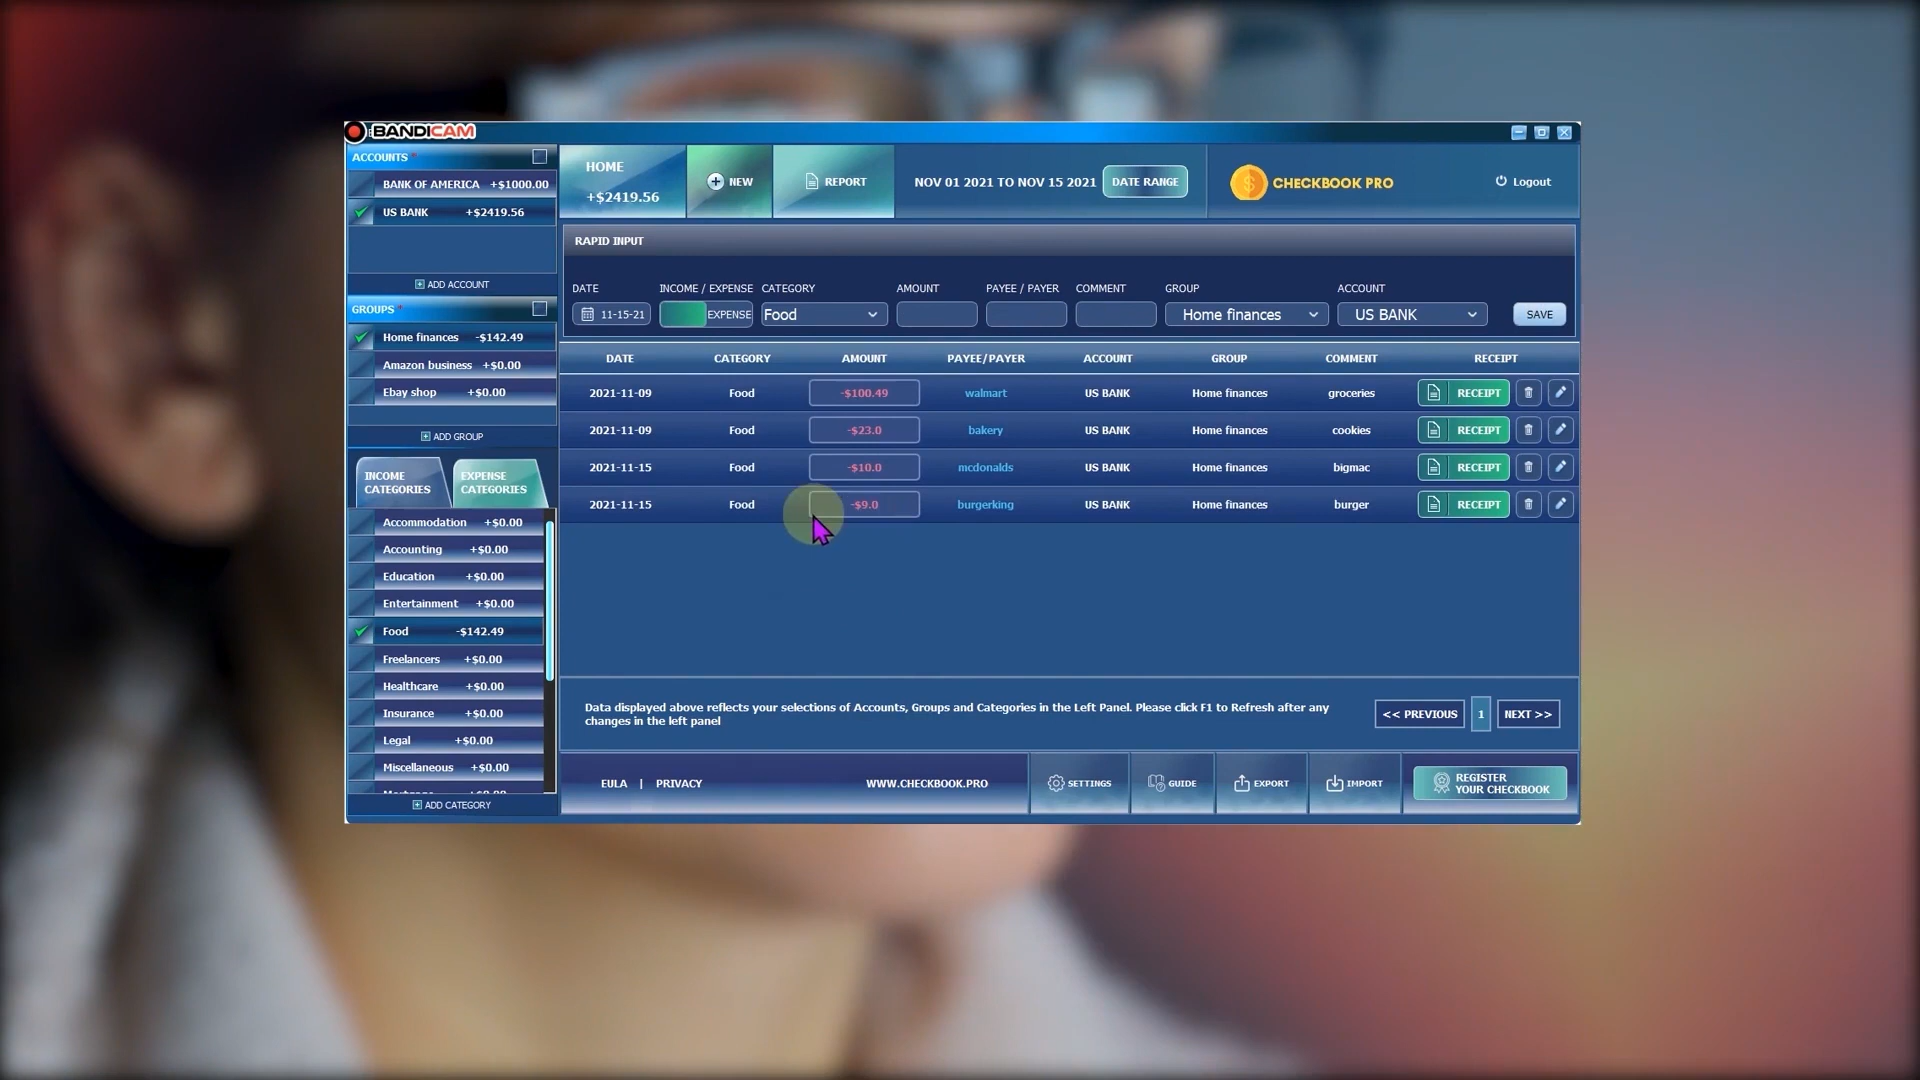 BANDICAM
ACCOUNTS *
BANK OF AMERICA +$1000.00
US BANK +$2419.56
ADD ACCOUNT
GROUPS *
Home finances -$142.49
Amazon business +$0.00
Ebay shop +$0.00
ADD GROUP
INCOME CATEGORIES
EXPENSE CATEGORIES
Accommodation +$0.00
Accounting +$0.00
Education +$0.00
Entertainment +$0.00
Food -$142.49
Freelancers +$0.00
Healthcare +$0.00
Insurance +$0.00
Legal +$0.00
Miscellaneous +$0.00
ADD CATEGORY
HOME
+$2419.56
NEW
REPORT
NOV 01 2021 TO NOV 15 2021 DATE RANGE
CHECKBOOK PRO
Logout
RAPID INPUT
DATE INCOME / EXPENSE CATEGORY AMOUNT PAYEE / PAYER COMMENT GROUP ACCOUNT
11-15-21 EXPENSE Food Home finances US BANK SAVE
DATE CATEGORY AMOUNT PAYEE/PAYER ACCOUNT GROUP COMMENT RECEIPT
2021-11-09 Food -$100.49 walmart US BANK Home finances groceries RECEIPT
2021-11-09 Food -$23.0 bakery US BANK Home finances cookies RECEIPT
2021-11-15 Food -$10.0 mcdonalds US BANK Home finances bigmac RECEIPT
2021-11-15 Food -$9.0 burgerking US BANK Home finances burger RECEIPT
Data displayed above reflects your selections of Accounts, Groups and Categories in the Left Panel. Please click F1 to Refresh after any
changes in the left panel
<< PREVIOUS 1 NEXT >>
EULA | PRIVACY WWW.CHECKBOOK.PRO SETTINGS GUIDE EXPORT IMPORT
REGISTER
YOUR CHECKBOOK